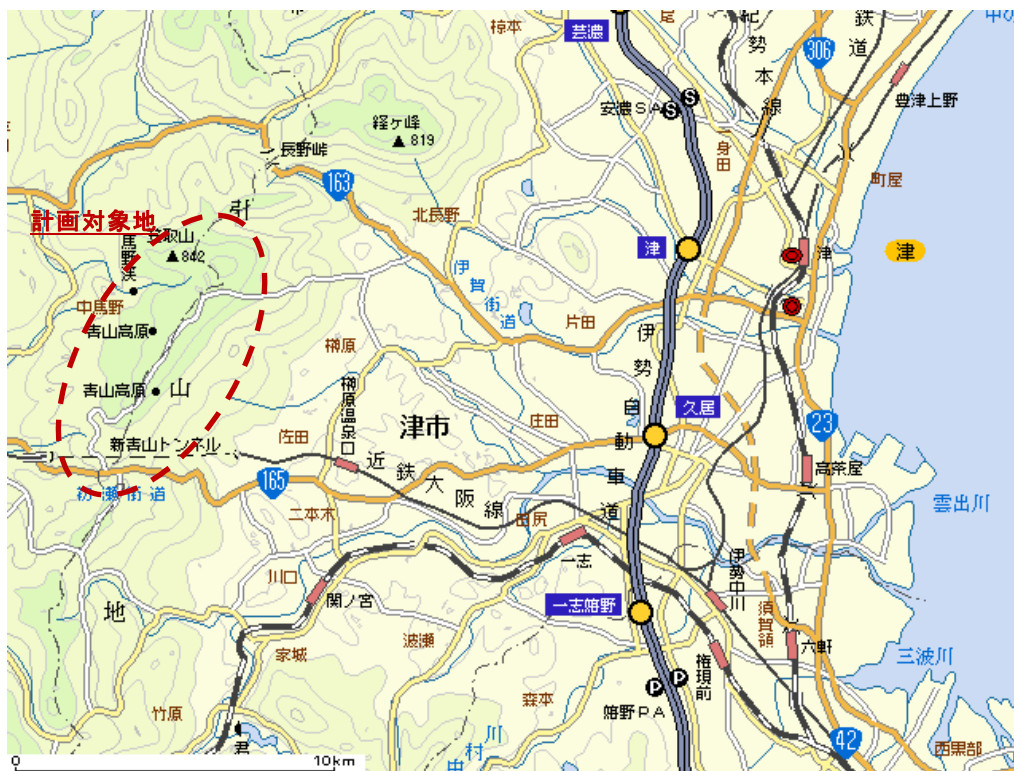 椋本
芸濃
306
鉄
道
紀
勢
本
線
豊津上野
安濃SA
S
S
経ケ峰
▲819
長野峠
163
一身田
町屋
計画対象地
引
笠取山
▲842
馬野渓
北長野
伊賀街道
津
津
津
中馬野
青山高原
片田
榊原
伊
勢
自
動
車
道
青山高原
山
榊原温泉口
久居
庄田
津市
23
新青山トンネル
佐田
近
鉄
大
阪
線
高茶屋
165
初瀬街道
二本木
田尻
雲出川
一志
伊勢中川
川口
関ノ宮
一志嬉野
須賀領
地
波瀬
六軒
三渡川
家城
権現前
森本
P
P
竹原
嬉野PA
42
西黒部
君
川
村
中
0
10km